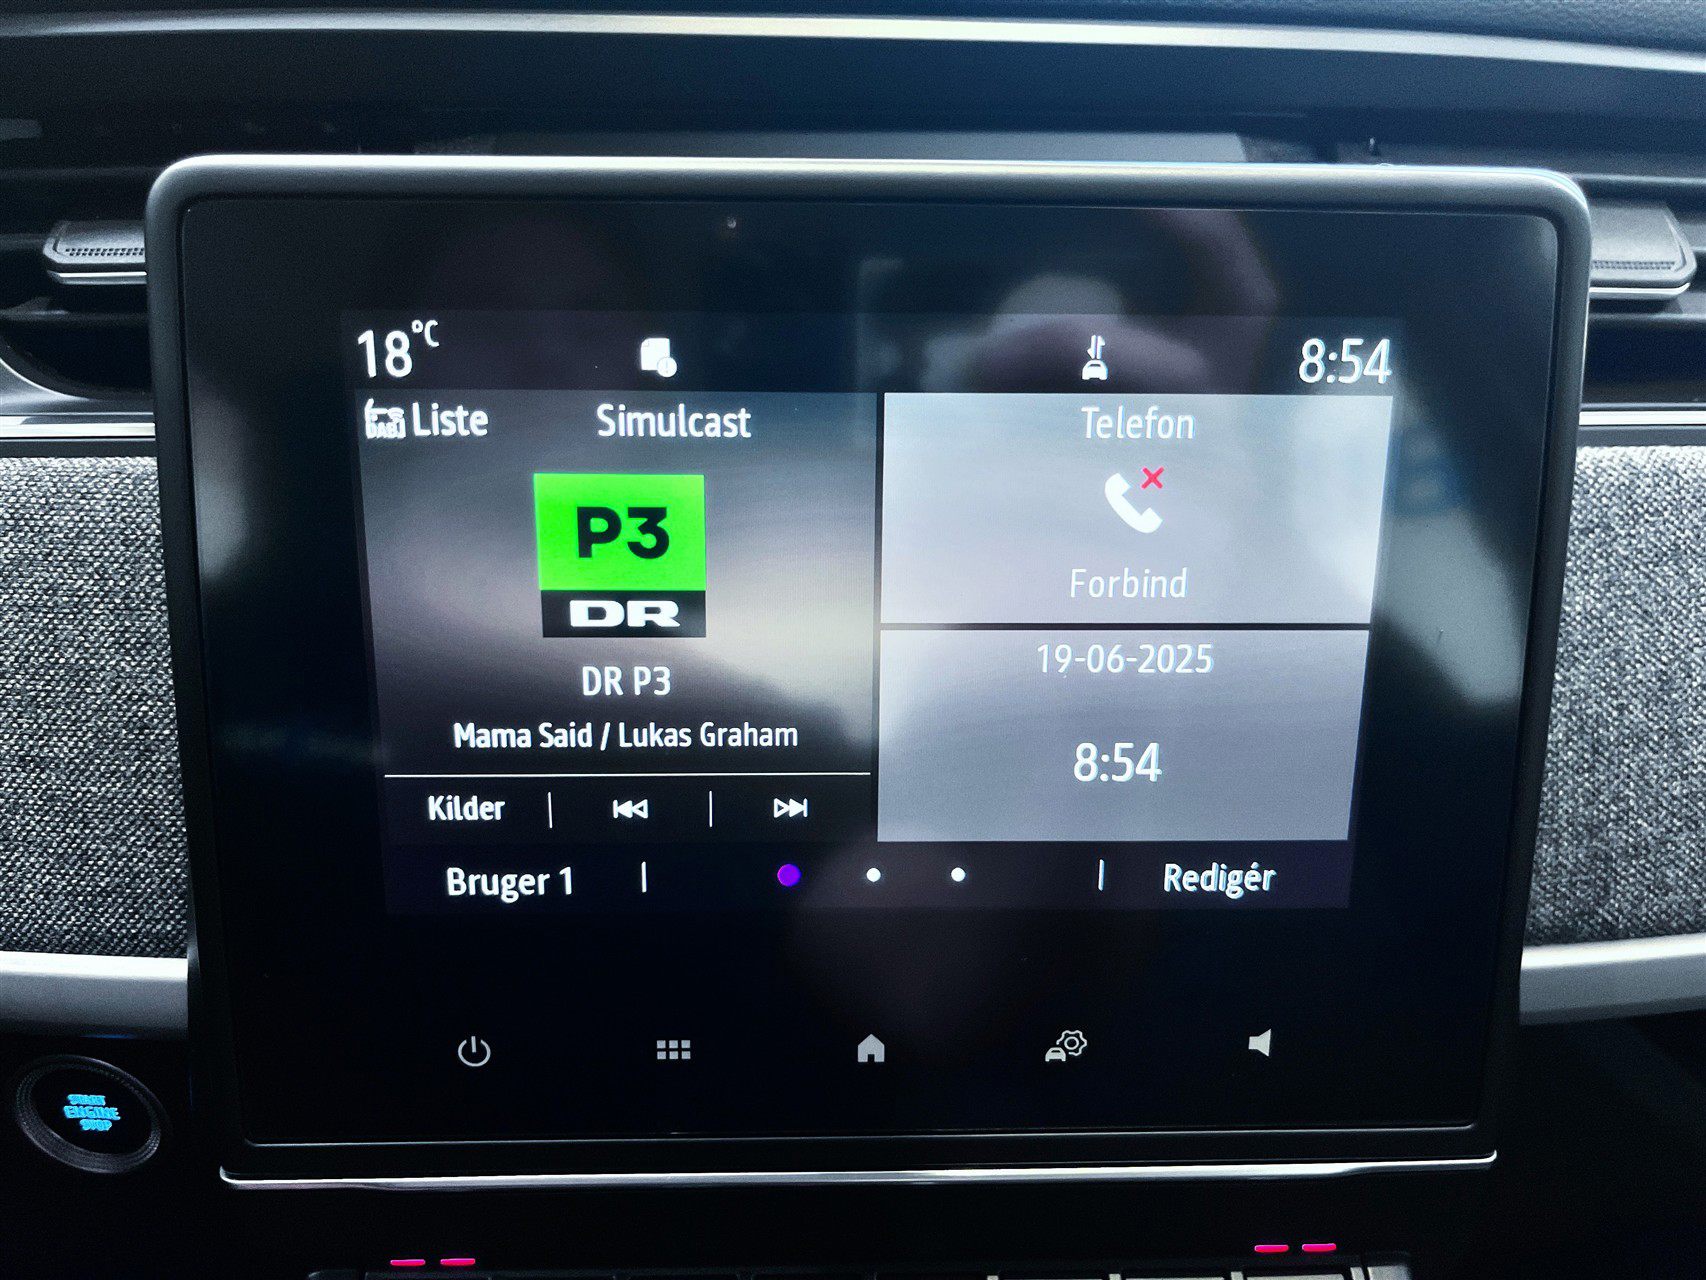 18°C
8:54
DAB
Liste
Simulcast
P3
DR
DR P3
Mama Said / Lukas Graham
Kilder
Telefon
Forbind
19-06-2025
8:54
Bruger 1
Redigér
START
ENGINE
STOP